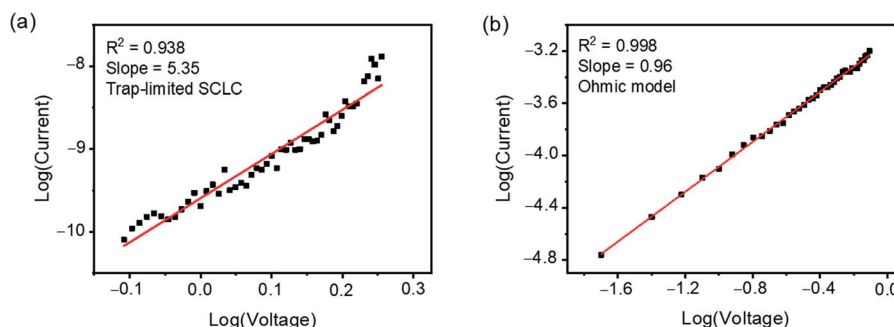 (a)
R² = 0.938
Slope = 5.35
Trap-limited SCLC
Log(Current)
−8
−9
−10
−0.1
0.0
0.1
0.2
0.3
Log(Voltage)
(b)
R² = 0.998
Slope = 0.96
Ohmic model
Log(Current)
−3.2
−3.6
−4.0
−4.4
−4.8
−1.6
−1.2
−0.8
−0.4
0.0
Log(Voltage)